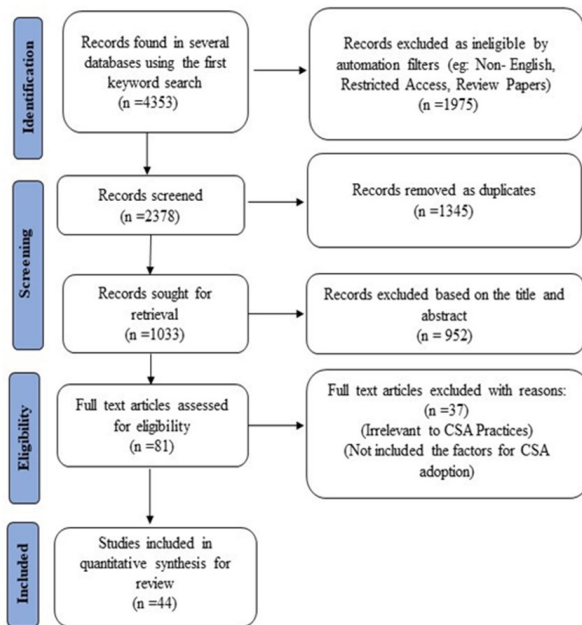 Identification
Records found in several
databases using the first
keyword search
(n =4353)
Records excluded as ineligible by
automation filters (eg: Non- English,
Restricted Access, Review Papers)
n =1975)
Screening
Records screened
(n =2378)
Records removed as duplicates
(n =1345)
Records sought for
retrieval
(n =1033)
Records excluded based on the title and
abstract
(n = 952)
Eligibility
Full text articles assessed
for eligibility
(n =81)
Full text articles excluded with reasons:
(n =37)
(Irrelevant to CSA Practices)
(Not included the factors for CSA
adoption)
Included
Studies included in
quantitative synthesis for
review
(n =44)